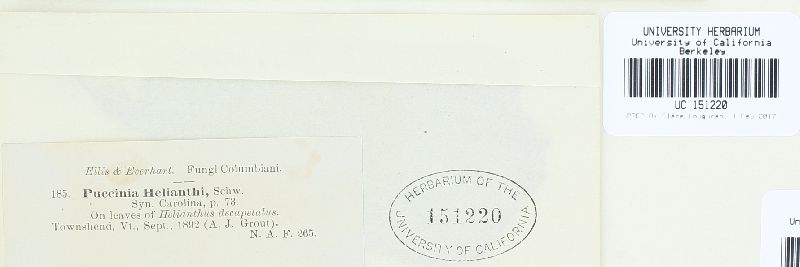 Ellis & Everhart. Fungi Columbiani.
185. Puccinia Helianthi, Schw.
Syn. Carolina, p. 73.
On leaves of Helianthus decapetalus.
Townshend, Vt., Sept., 1892 (A. J. Grout).
N. A. F. 265.
HERBARIUM OF THE
151220
UNIVERSITY OF CALIFORNIA
UNIVERSITY HERBARIUM
University of California
Berkeley
UC 151220